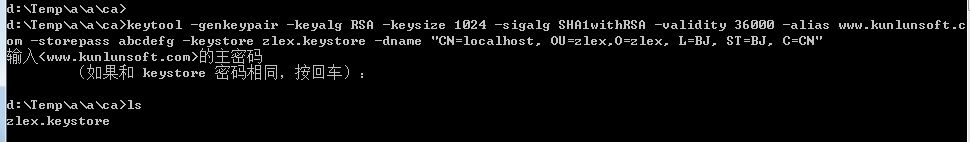 d:\Temp\a\a\ca>
d:\Temp\a\a\ca>keytool -genkeypair -keyalg RSA -keysize 1024 -sigalg SHA1withRSA -validity 36000 -alias www.kunlunsoft.c
om -storepass abcdefg -keystore zlex.keystore -dname "CN=localhost, OU=zlex,O=zlex, L=BJ, ST=BJ, C=CN"
输入<www.kunlunsoft.com>的主密码
（如果和 keystore 密码相同，按回车）：
d:\Temp\a\a\ca>ls
zlex.keystore